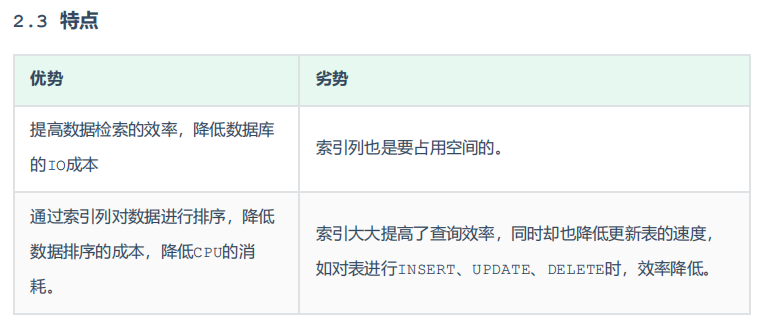 2.3 特点
优势
劣势
提高数据检索的效率，降低数据库
的IO成本
索引列也是要占用空间的。
通过索引列对数据进行排序，降低
数据排序的成本，降低CPU的消
耗。
索引大大提高了查询效率，同时却也降低更新表的速度，
如对表进行INSERT、UPDATE、DELETE时，效率降低。